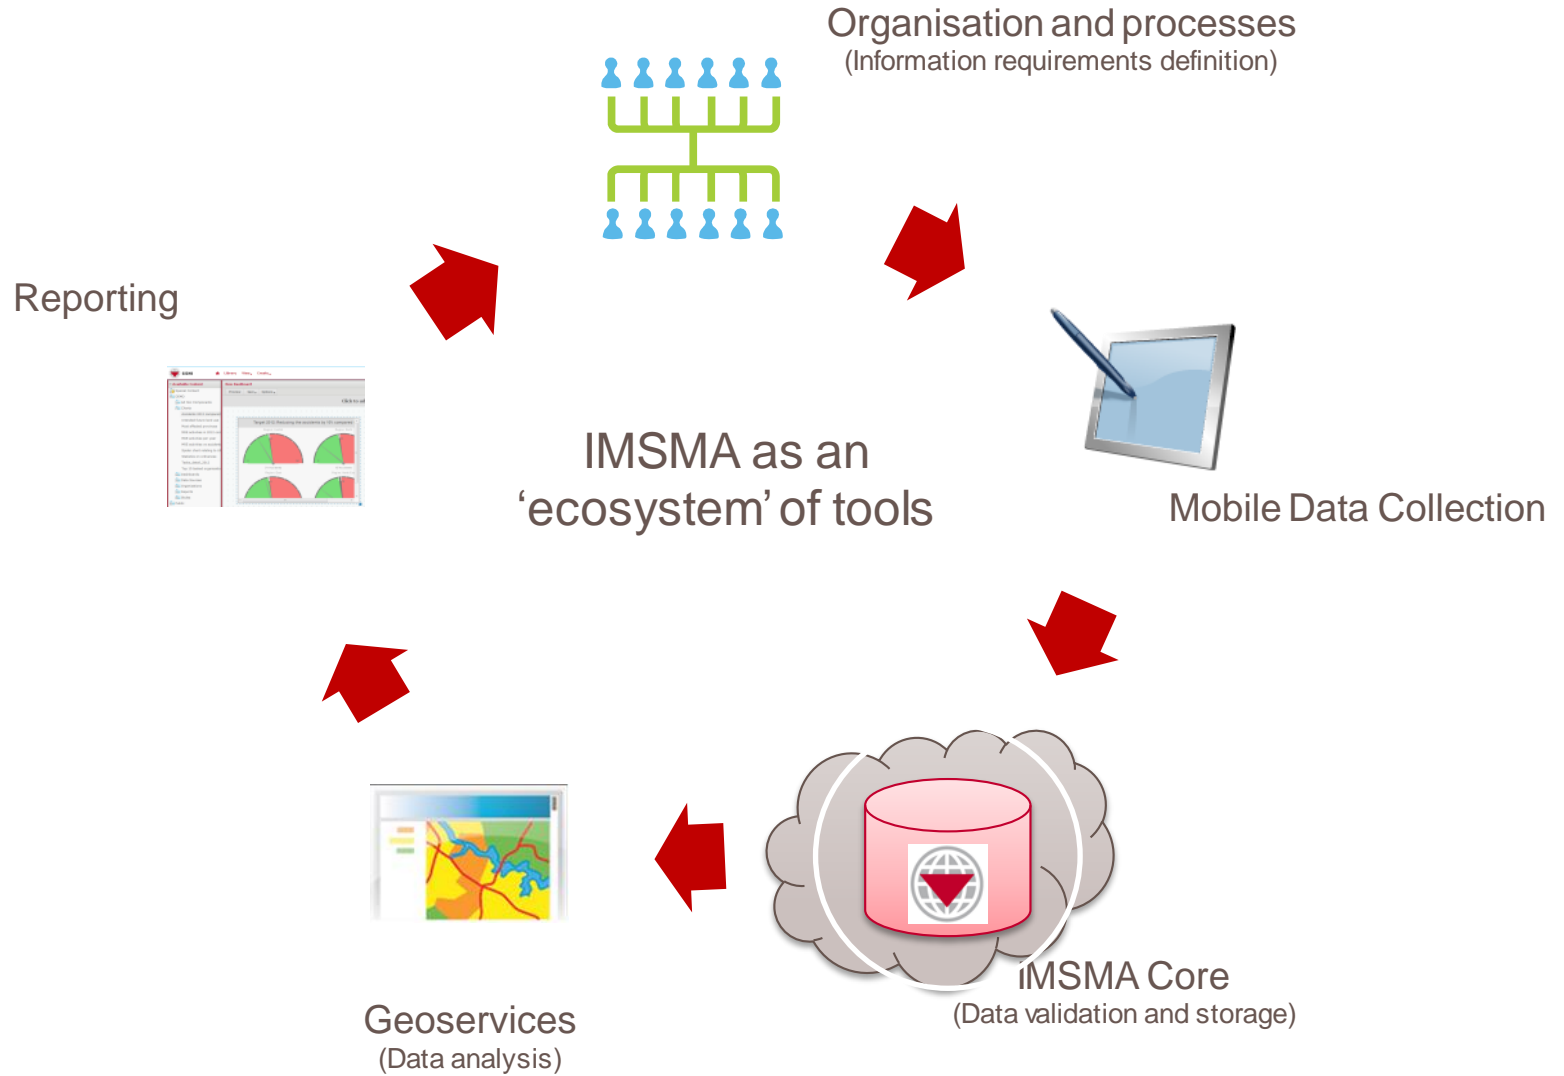 Organisation and processes
(Information requirements definition)
Reporting
IMSMA as an
‘ecosystem’ of tools
Mobile Data Collection
IMSMA Core
(Data validation and storage)
Geoservices
(Data analysis)